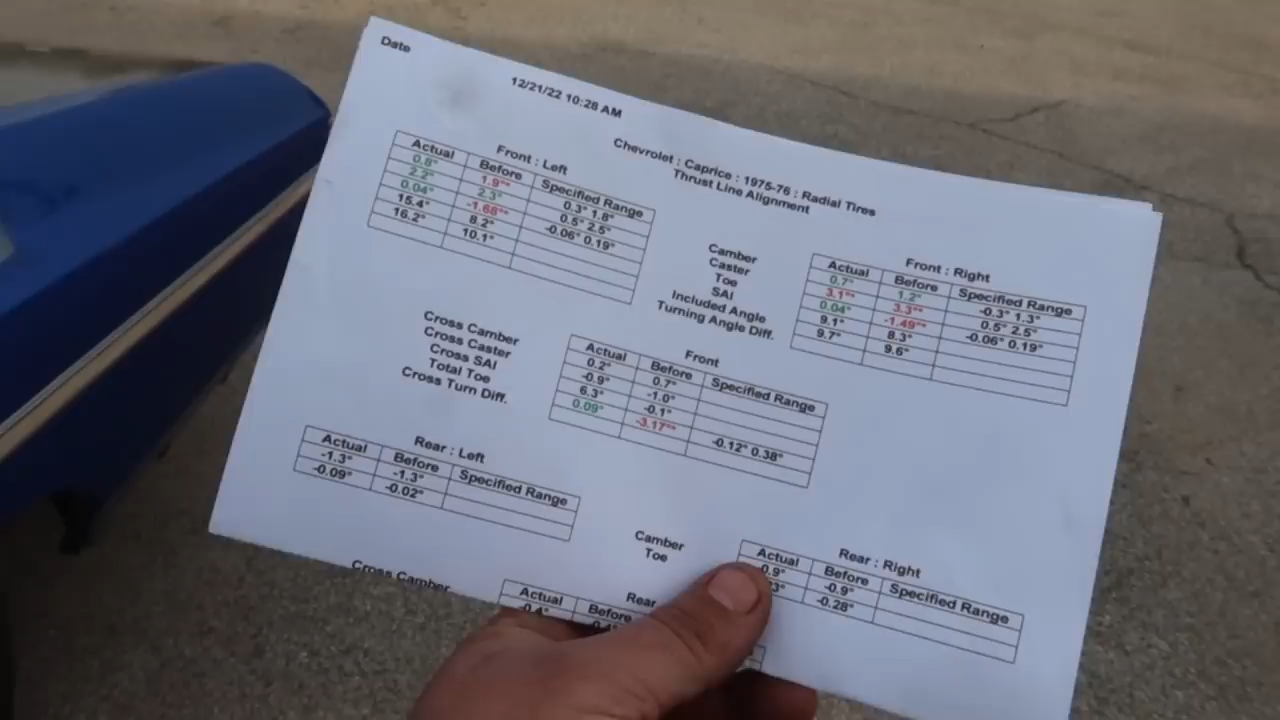 Date
12/21/22 10:28 AM
Chevrolet : Caprice : 1975-76 : Radial Tires
Thrust Line Alignment
Front : Left
Actual Before Specified Range
0.8° 1.9°* 0.3° 1.8°
2.2° 2.3° 0.5° 2.5°
0.04° -1.68°* -0.06° 0.19°
15.4° 8.2°
16.2° 10.1°
Camber
Caster
Toe
SAI
Included Angle
Turning Angle Diff.
Front : Right
Actual Before Specified Range
0.7° 1.2° -0.3° 1.3°
3.1°* 3.3°* 0.5° 2.5°
0.04° -1.49°* -0.06° 0.19°
9.1° 8.3°
9.7° 9.6°
Cross Camber
Cross Caster
Cross SAI
Total Toe
Cross Turn Diff.
Front
Actual Before Specified Range
0.2° 0.7°
-0.9° -1.0°
6.3° -0.1°
0.09° -3.17°* -0.12° 0.38°
Rear : Left
Actual Before Specified Range
-1.3° -1.3°
-0.09° -0.02°
Camber
Toe
Rear : Right
Actual Before Specified Range
-0.9° -0.9°
-0.28°
Cross Camber
Rear
Actual Before
-0.4°